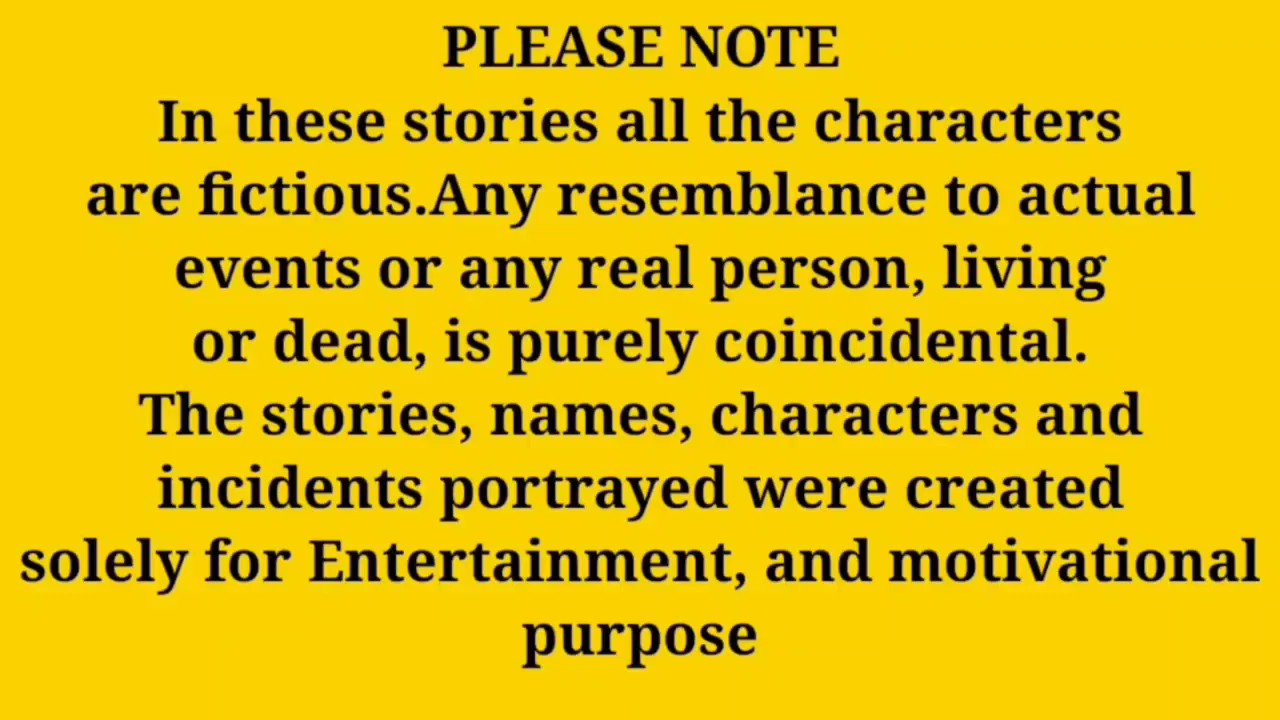 PLEASE NOTE
In these stories all the characters
are fictious.Any resemblance to actual
events or any real person, living
or dead, is purely coincidental.
The stories, names, characters and
incidents portrayed were created
solely for Entertainment, and motivational
purpose